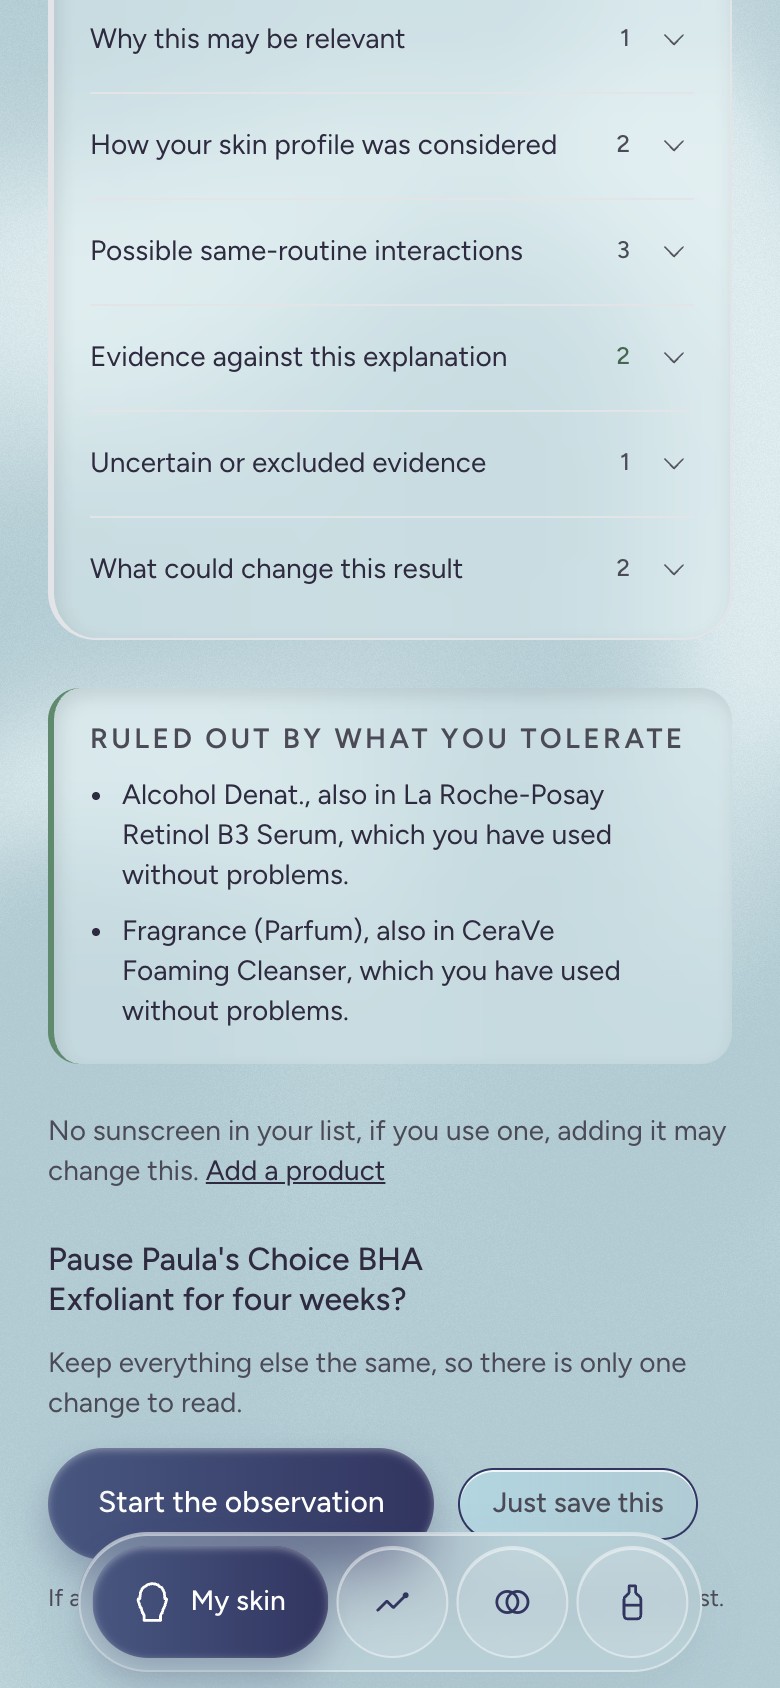 Why this may be relevant 1
How your skin profile was considered 2
Possible same-routine interactions 3
Evidence against this explanation 2
Uncertain or excluded evidence 1
What could change this result 2
RULED OUT BY WHAT YOU TOLERATE
• Alcohol Denat., also in La Roche-Posay
Retinol B3 Serum, which you have used
without problems.
• Fragrance (Parfum), also in CeraVe
Foaming Cleanser, which you have used
without problems.
No sunscreen in your list, if you use one, adding it may
change this. Add a product
Pause Paula's Choice BHA
Exfoliant for four weeks?
Keep everything else the same, so there is only one
change to read.
Start the observation Just save this
If
My skin